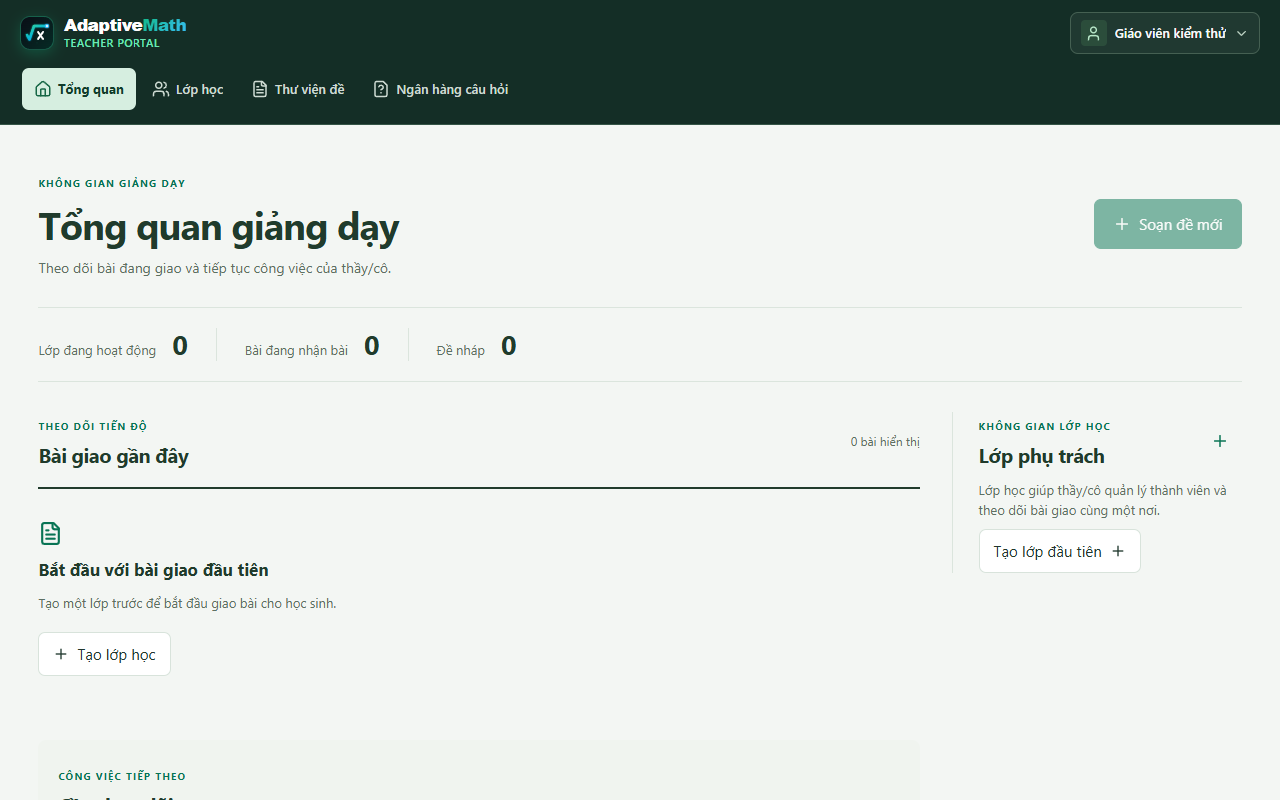 AdaptiveMath
TEACHER PORTAL
Giáo viên kiểm thử
Tổng quan
Lớp học
Thư viện đề
Ngân hàng câu hỏi
KHÔNG GIAN GIẢNG DẠY
Tổng quan giảng dạy
Theo dõi bài đang giao và tiếp tục công việc của thầy/cô.
+ Soạn đề mới
Lớp đang hoạt động 0
Bài đang nhận bài 0
Đề nháp 0
THEO DÕI TIẾN ĐỘ
Bài giao gần đây
0 bài hiển thị
Bắt đầu với bài giao đầu tiên
Tạo một lớp trước để bắt đầu giao bài cho học sinh.
+ Tạo lớp học
KHÔNG GIAN LỚP HỌC
Lớp phụ trách
+
Lớp học giúp thầy/cô quản lý thành viên và
theo dõi bài giao cùng một nơi.
Tạo lớp đầu tiên +
CÔNG VIỆC TIẾP THEO